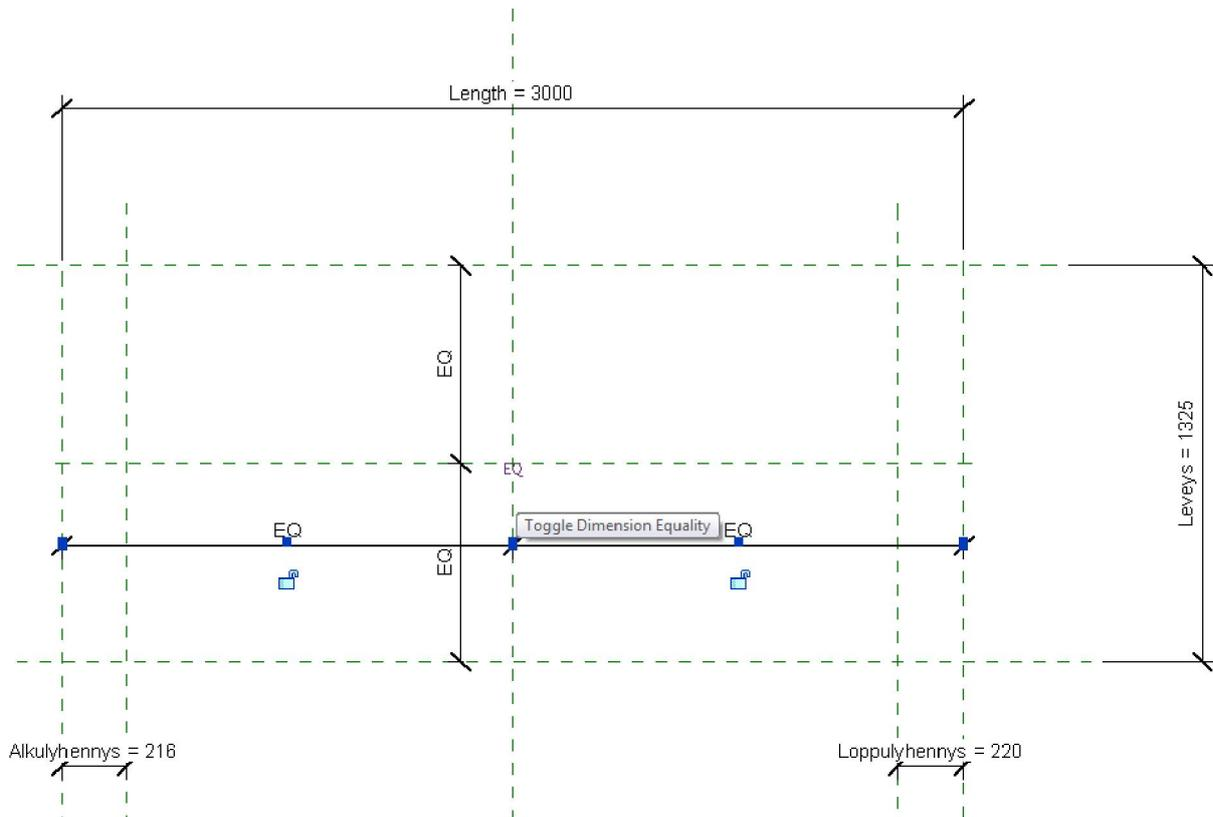 Length = 3000
EQ
Leveys = 1325
EQ
EQ
Toggle Dimension Equality
EQ
EQ
Alkulyhennys = 216
Loppulyhennys = 220